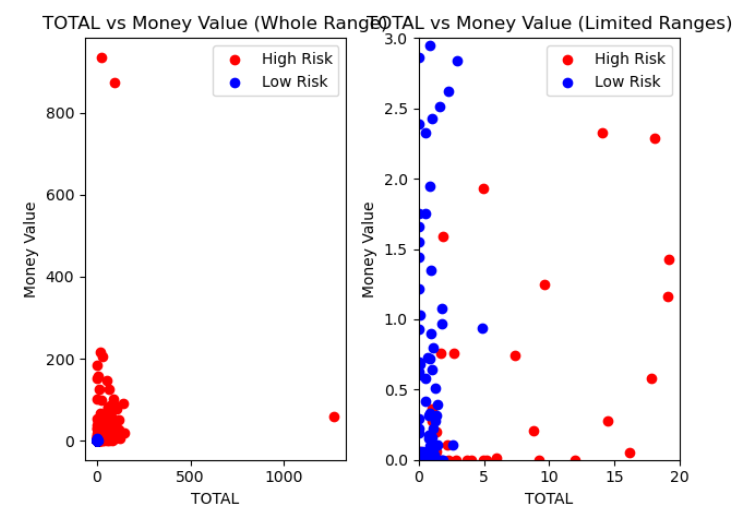 TOTAL vs Money Value (Whole Range)
TOTAL vs Money Value (Limited Ranges)
High Risk
Low Risk
Money Value
800
600
400
200
0
0 500 1000
TOTAL
High Risk
Low Risk
Money Value
3.0
2.5
2.0
1.5
1.0
0.5
0.0
0 5 10 15 20
TOTAL